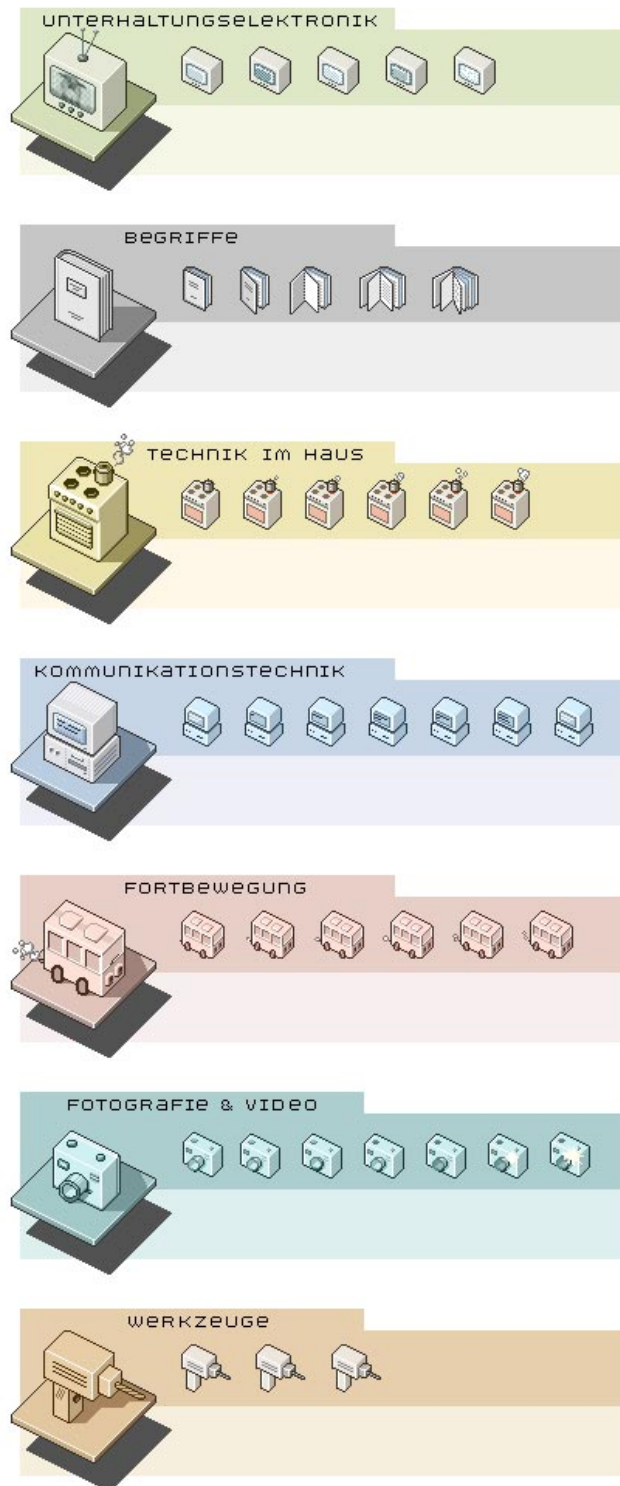 UNTERHALTUNGSELEKTRONIK
BEGRIFFE
TECHNIK IM HAUS
KOMMUNIKATIONSTECHNIK
FORTBEWEGUNG
FOTOGRAFIE & VIDEO
WERKZEUGE